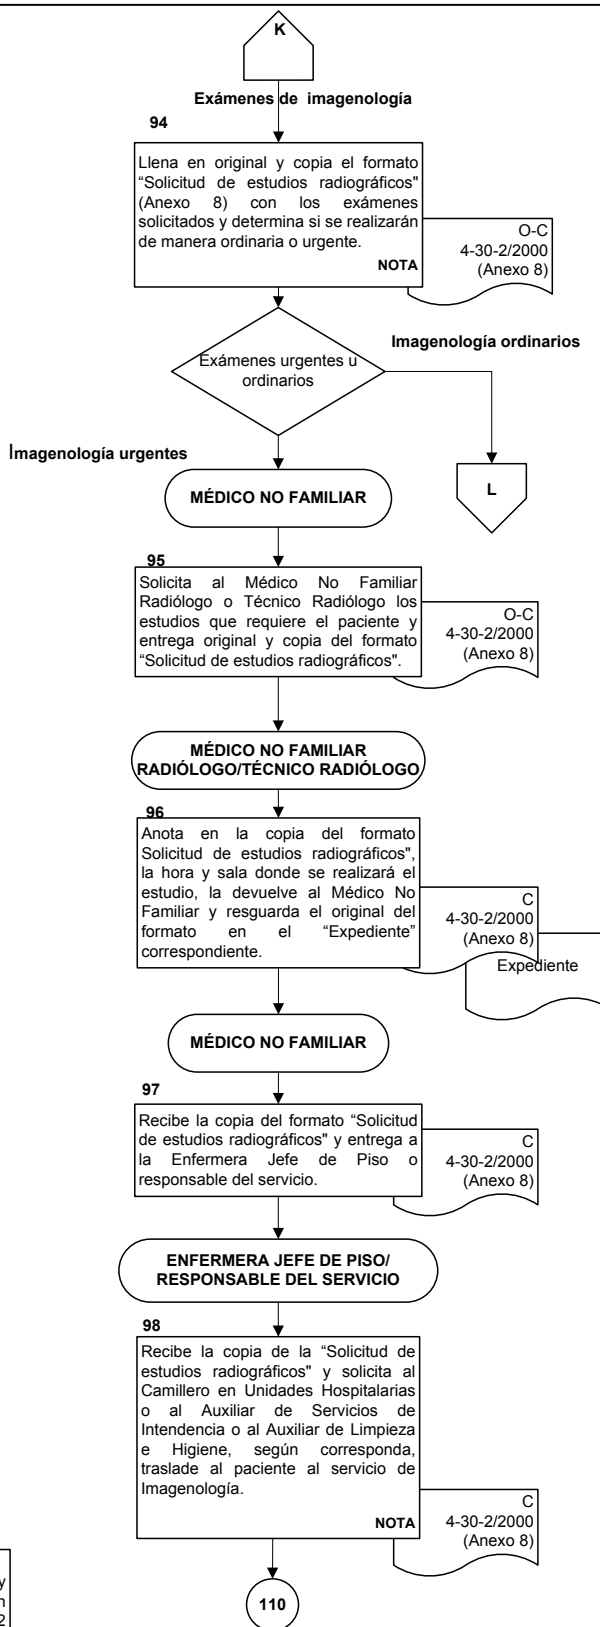 K
Exámenes de imagenología
94
Llena en original y copia el formato
“Solicitud de estudios radiográficos"
(Anexo 8) con los exámenes
solicitados y determina si se realizarán
de manera ordinaria o urgente.
NOTA
O-C
4-30-2/2000
(Anexo 8)
Exámenes urgentes u
ordinarios
Imagenología ordinarios
L
Imagenología urgentes
MÉDICO NO FAMILIAR
95
Solicita al Médico No Familiar
Radiólogo o Técnico Radiólogo los
estudios que requiere el paciente y
entrega original y copia del formato
“Solicitud de estudios radiográficos".
O-C
4-30-2/2000
(Anexo 8)
MÉDICO NO FAMILIAR
RADIÓLOGO/TÉCNICO RADIÓLOGO
96
Anota en la copia del formato
Solicitud de estudios radiográficos",
la hora y sala donde se realizará el
estudio, la devuelve al Médico No
Familiar y resguarda el original del
formato en el “Expediente”
correspondiente.
C
4-30-2/2000
(Anexo 8)
Expediente
MÉDICO NO FAMILIAR
97
Recibe la copia del formato “Solicitud
de estudios radiográficos" y entrega a
la Enfermera Jefe de Piso o
responsable del servicio.
C
4-30-2/2000
(Anexo 8)
ENFERMERA JEFE DE PISO/
RESPONSABLE DEL SERVICIO
98
Recibe la copia de la “Solicitud de
estudios radiográficos" y solicita al
Camillero en Unidades Hospitalarias
o al Auxiliar de Servicios de
Intendencia o al Auxiliar de Limpieza
e Higiene, según corresponda,
traslade al paciente al servicio de
Imagenología.
NOTA
C
4-30-2/2000
(Anexo 8)
110
y
n
2